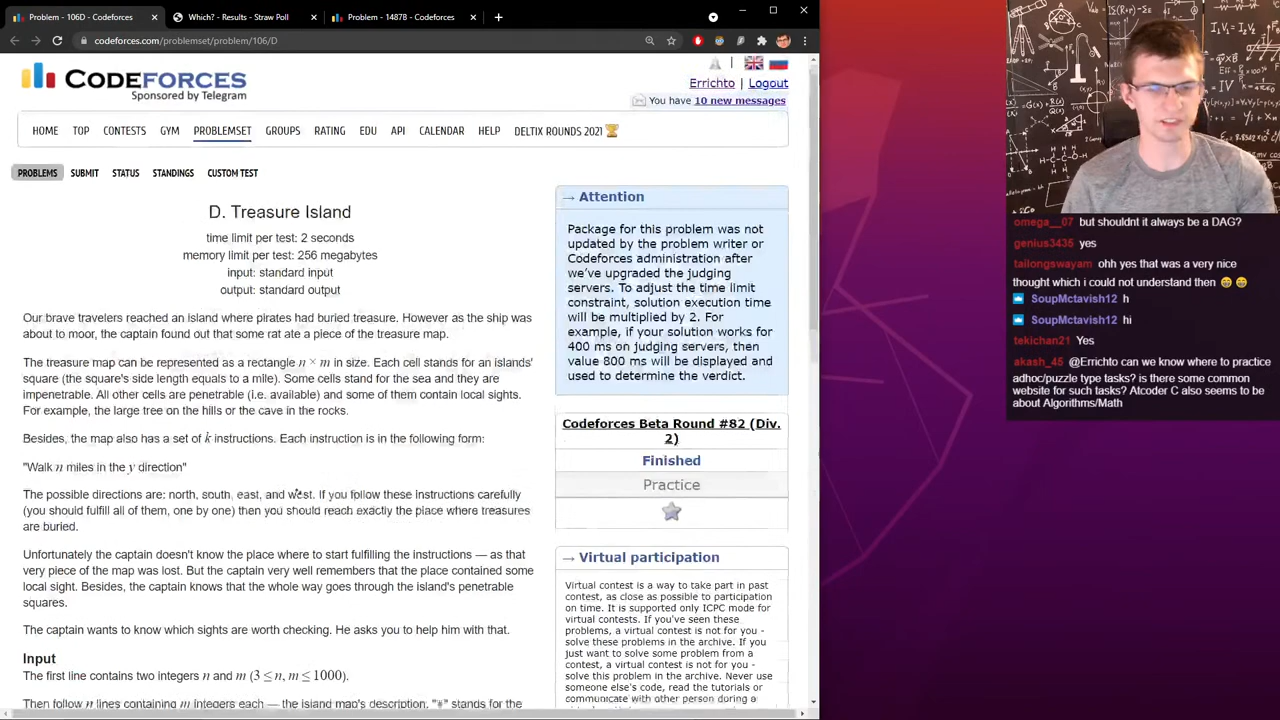 Problem - 106D - Codeforces
Which? - Results - Straw Poll
Problem - 1487B - Codeforces
codeforces.com/problemset/problem/106/D
CODEFORCES
Sponsored by Telegram
Errichto | Logout
You have 10 new messages
HOME TOP CONTESTS GYM PROBLEMSET GROUPS RATING EDU API CALENDAR HELP DELTIX ROUNDS 2021
PROBLEMS SUBMIT STATUS STANDINGS CUSTOM TEST
D. Treasure Island
time limit per test: 2 seconds
memory limit per test: 256 megabytes
input: standard input
output: standard output
Our brave travelers reached an island where pirates had buried treasure. However as the ship was
about to moor, the captain found out that some rat ate a piece of the treasure map.
The treasure map can be represented as a rectangle n × m in size. Each cell stands for an islands'
square (the square's side length equals to a mile). Some cells stand for the sea and they are
impenetrable. All other cells are penetrable (i.e. available) and some of them contain local sights.
For example, the large tree on the hills or the cave in the rocks.
Besides, the map also has a set of k instructions. Each instruction is in the following form:
"Walk n miles in the y direction"
The possible directions are: north, south, east, and west. If you follow these instructions carefully
(you should fulfill all of them, one by one) then you should reach exactly the place where treasures
are buried.
Unfortunately the captain doesn't know the place where to start fulfilling the instructions — as that
very piece of the map was lost. But the captain very well remembers that the place contained some
local sight. Besides, the captain knows that the whole way goes through the island's penetrable
squares.
The captain wants to know which sights are worth checking. He asks you to help him with that.
Input
The first line contains two integers n and m (3 ≤ n, m ≤ 1000).
Then follow n lines containing m integers each — the island map's description. "#" stands for the
→ Attention
Package for this problem was not
updated by the problem writer or
Codeforces administration after
we've upgraded the judging
servers. To adjust the time limit
constraint, solution execution time
will be multiplied by 2. For
example, if your solution works for
400 ms on judging servers, then
value 800 ms will be displayed and
used to determine the verdict.
Codeforces Beta Round #82 (Div.
2)
Finished
Practice
→ Virtual participation
Virtual contest is a way to take part in past
contest, as close as possible to participation
on time. It is supported only ICPC mode for
virtual contests. If you've seen these
problems, a virtual contest is not for you -
solve these problems in the archive. If you
just want to solve some problem from a
contest, a virtual contest is not for you -
solve this problem in the archive. Never use
someone else's code, read the tutorials or
communicate with other person during a
omega__07 but shouldnt it always be a DAG?
genius3435 yes
tailongswayam ohh yes that was a very nice
thought which i could not understand then
SoupMctavish12 h
SoupMctavish12 hi
tekichan21 Yes
akash_45 @Errichto can we know where to practice
adhoc/puzzle type tasks? is there some common
website for such tasks? Atcoder C also seems to be
about Algorithms/Math